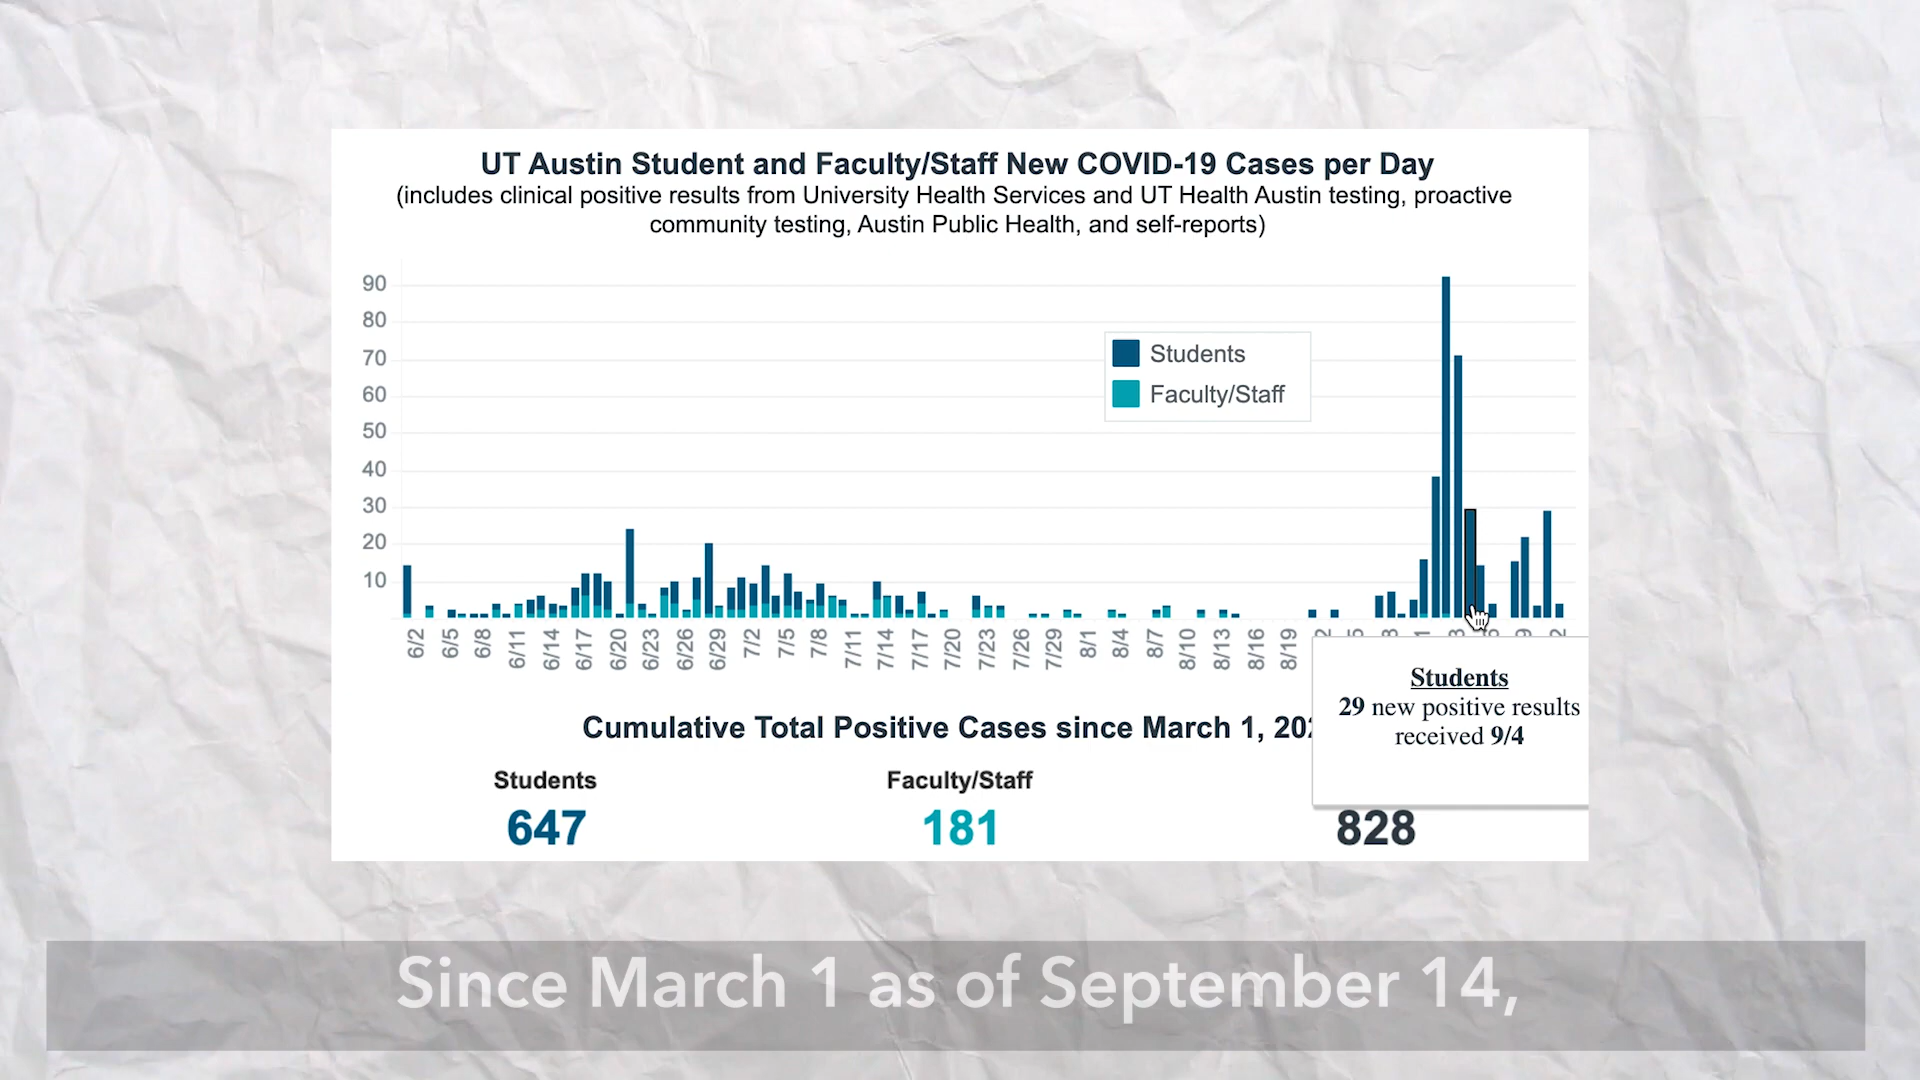 UT Austin Student and Faculty/Staff New COVID-19 Cases per Day
(includes clinical positive results from University Health Services and UT Health Austin testing, proactive
community testing, Austin Public Health, and self-reports)
90
80
70
60
50
40
30
20
10
Students
Faculty/Staff
6/2 6/5 6/8 6/11 6/14 6/17 6/20 6/23 6/26 6/29 7/2 7/5 7/8 7/11 7/14 7/17 7/20 7/23 7/26 7/29 8/1 8/4 8/7 8/10 8/13 8/16 8/19
Students
29 new positive results
received 9/4
Cumulative Total Positive Cases since March 1,
Students Faculty/Staff
647 181 828
Since March 1 as of September 14,